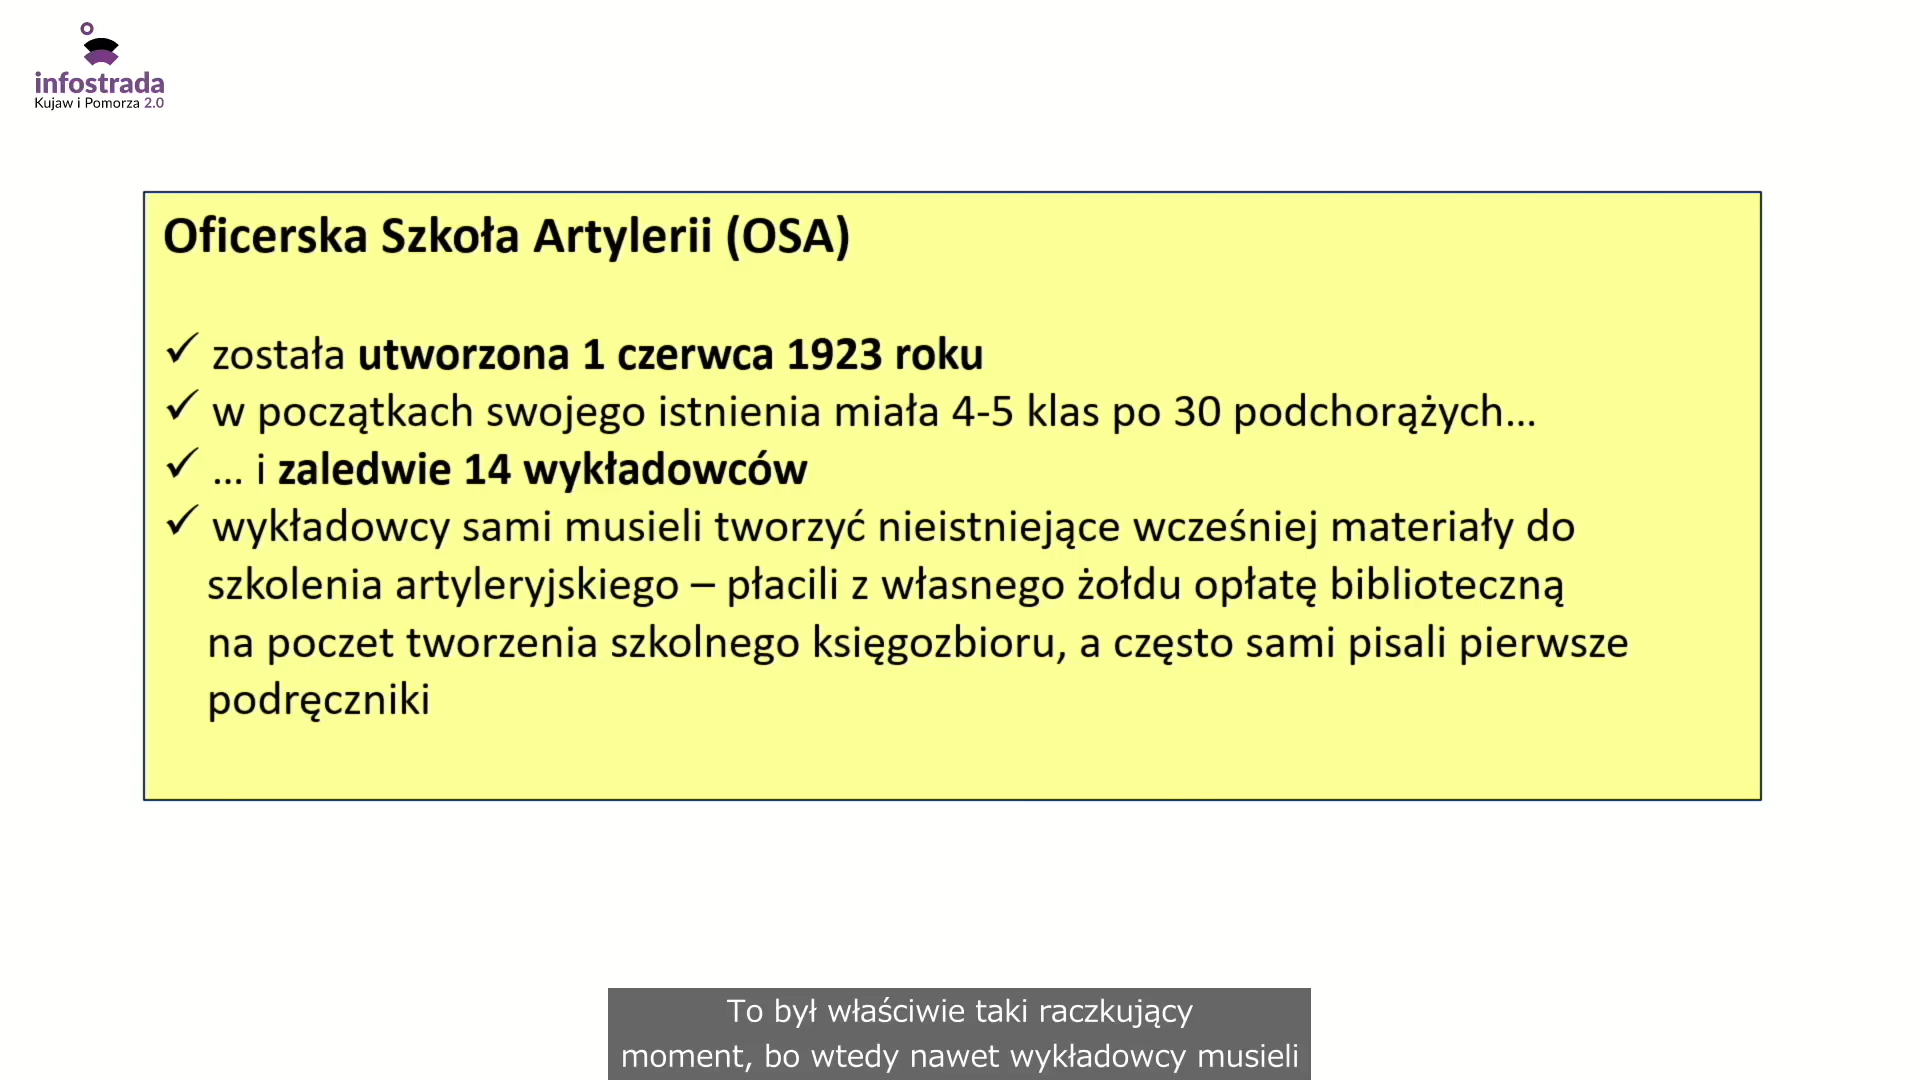 infostrada
Kujaw i Pomorza 2.0
Oficerska Szkoła Artylerii (OSA)
✓ została utworzona 1 czerwca 1923 roku
✓ w początkach swojego istnienia miała 4-5 klas po 30 podchorążych...
✓ ... i zaledwie 14 wykładowców
✓ wykładowcy sami musieli tworzyć nieistniejące wcześniej materiały do
szkolenia artyleryjskiego – płacili z własnego żołdu opłatę biblioteczną
na poczet tworzenia szkolnego księgozbioru, a często sami pisali pierwsze
podręczniki
To był właściwie taki raczkujący
moment, bo wtedy nawet wykładowcy musieli